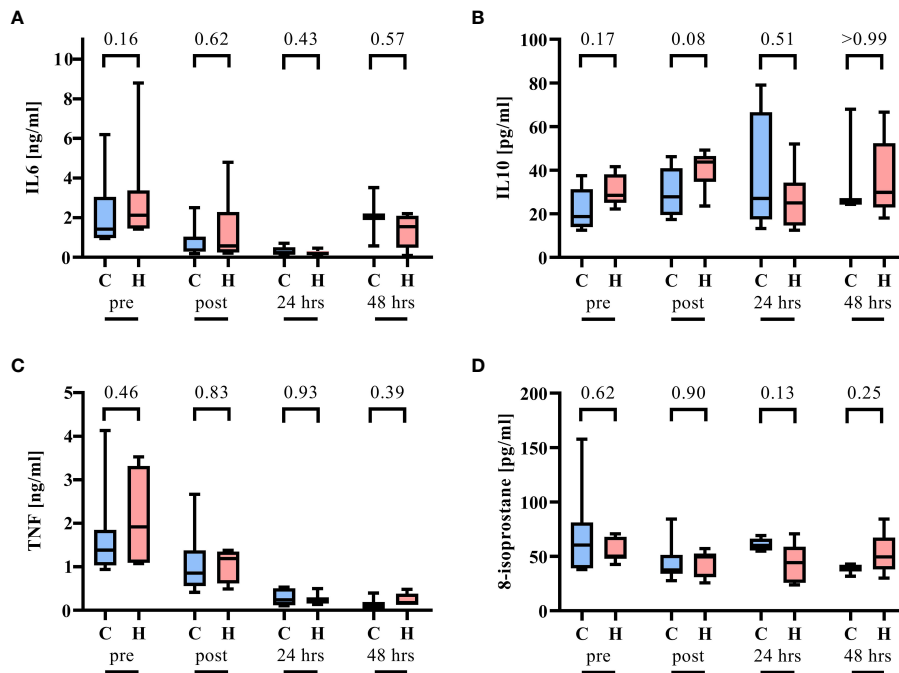 A
0.16 0.62 0.43 0.57
IL6 [ng/ml]
10
8
6
4
2
0
C H C H C H C H
pre post 24 hrs 48 hrs
B
0.17 0.08 0.51 >0.99
IL10 [pg/ml]
100
80
60
40
20
0
C H C H C H C H
pre post 24 hrs 48 hrs
C
0.46 0.83 0.93 0.39
TNF [ng/ml]
5
4
3
2
1
0
C H C H C H C H
pre post 24 hrs 48 hrs
D
0.62 0.90 0.13 0.25
8-isoprostane [pg/ml]
200
150
100
50
0
C H C H C H C H
pre post 24 hrs 48 hrs